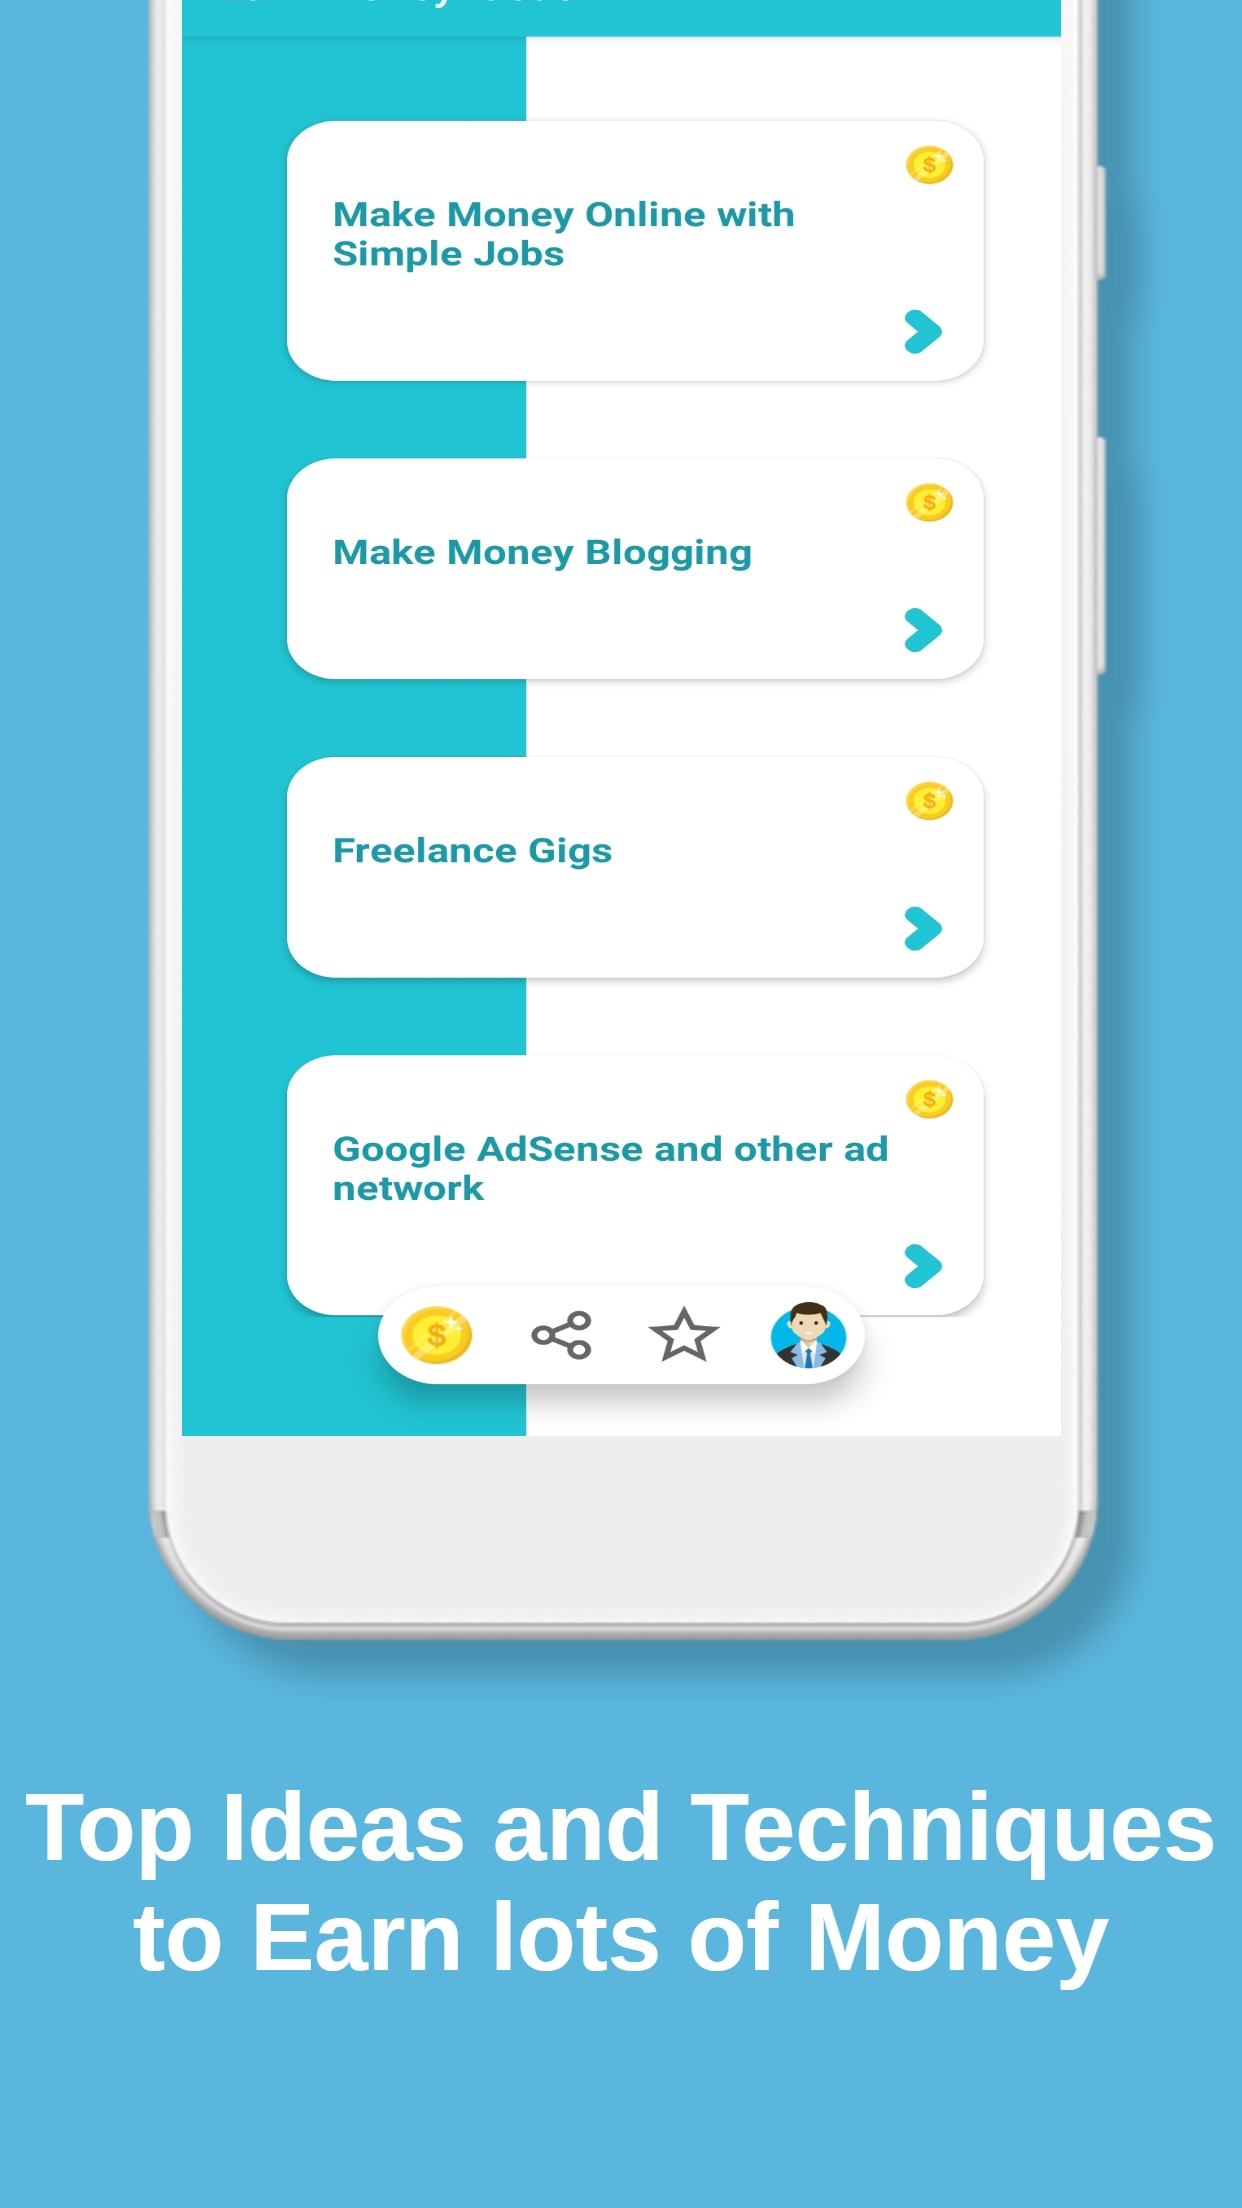 Make Money Online with
Simple Jobs
Make Money Blogging
Freelance Gigs
Google AdSense and other ad
network
Top Ideas and Techniques
to Earn lots of Money